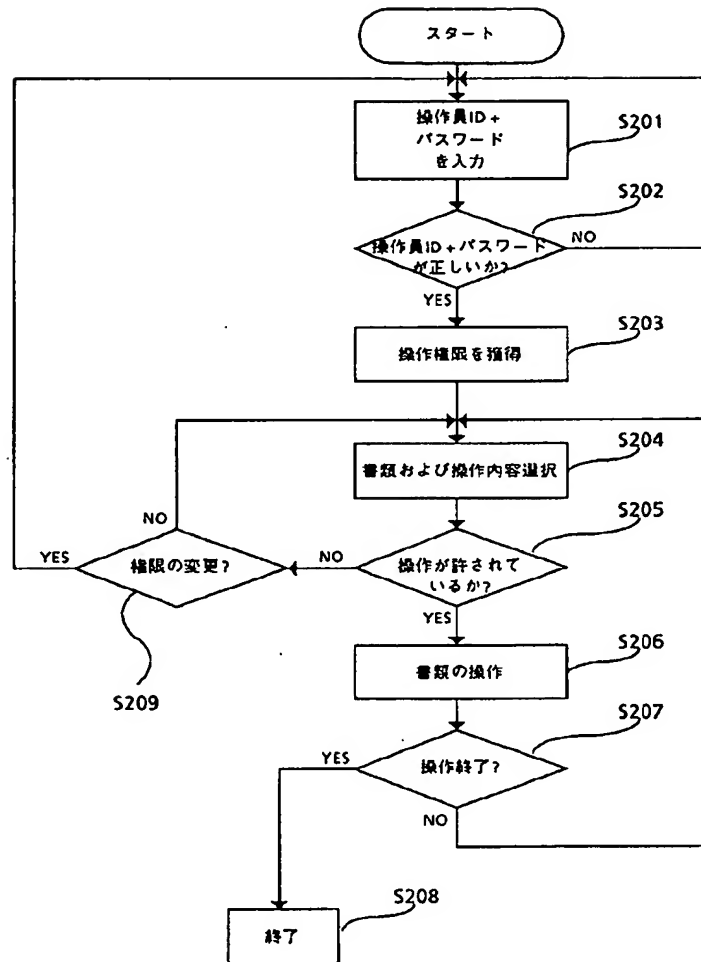 スタート
操作員ID+
パスワード
を入力
S201
S202
操作員ID+パスワード
が正しいか?
NO
YES
S203
操作権限を獲得
S204
書類および操作内容選択
NO
S205
YES
権限の変更?
NO
操作が許されて
いるか?
YES
S206
書類の操作
S209
S207
YES
操作終了?
NO
S208
終了